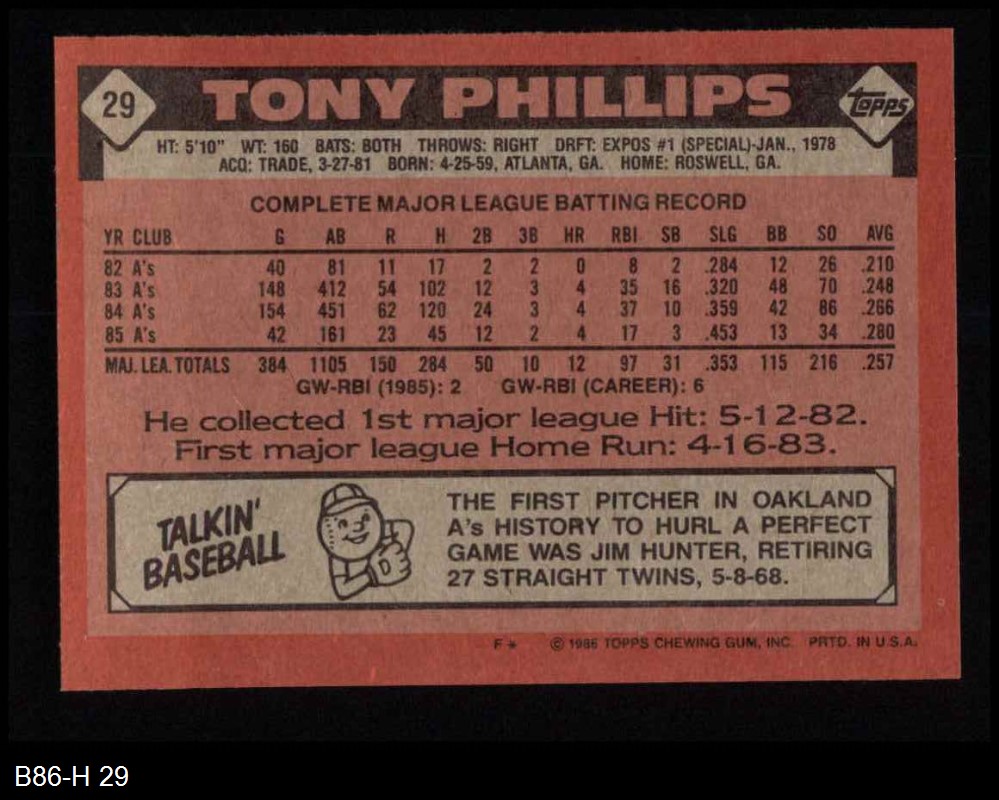 29 TONY PHILLIPS Topps
HT: 5'10" WT: 160 BATS: BOTH THROWS: RIGHT DRFT: EXPOS #1 (SPECIAL)-JAN., 1978
ACQ: TRADE, 3-27-81 BORN: 4-25-59, ATLANTA, GA. HOME: ROSWELL, GA.
COMPLETE MAJOR LEAGUE BATTING RECORD
YR CLUB G AB R H 2B 3B HR RBI SB SLG BB SO AVG
82 A's 40 81 11 17 2 2 0 8 2 .284 12 26 .210
83 A's 148 412 54 102 12 3 4 35 16 .320 48 70 .248
84 A's 154 451 62 120 24 3 4 37 10 .359 42 86 .266
85 A's 42 161 23 45 12 2 4 17 3 .453 13 34 .280
MAJ. LEA. TOTALS 384 1105 150 284 50 10 12 97 31 .353 115 216 .257
GW-RBI (1985): 2 GW-RBI (CAREER): 6
He collected 1st major league Hit: 5-12-82.
First major league Home Run: 4-16-83.
TALKIN'
BASEBALL
THE FIRST PITCHER IN OAKLAND
A's HISTORY TO HURL A PERFECT
GAME WAS JIM HUNTER, RETIRING
27 STRAIGHT TWINS, 5-8-68.
F * © 1986 TOPPS CHEWING GUM, INC. PRTD. IN U.S.A.
B86-H 29